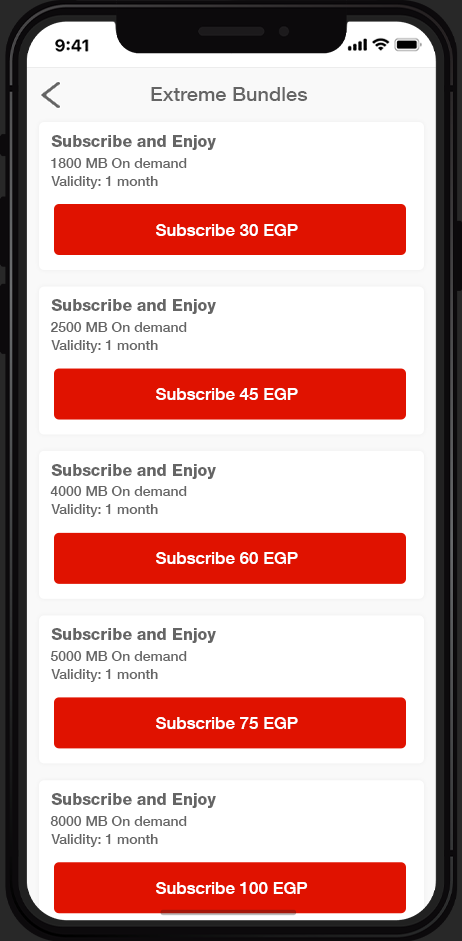 9:41
Extreme Bundles
Subscribe and Enjoy
1800 MB On demand
Validity: 1 month
Subscribe 30 EGP
Subscribe and Enjoy
2500 MB On demand
Validity: 1 month
Subscribe 45 EGP
Subscribe and Enjoy
4000 MB On demand
Validity: 1 month
Subscribe 60 EGP
Subscribe and Enjoy
5000 MB On demand
Validity: 1 month
Subscribe 75 EGP
Subscribe and Enjoy
8000 MB On demand
Validity: 1 month
Subscribe 100 EGP